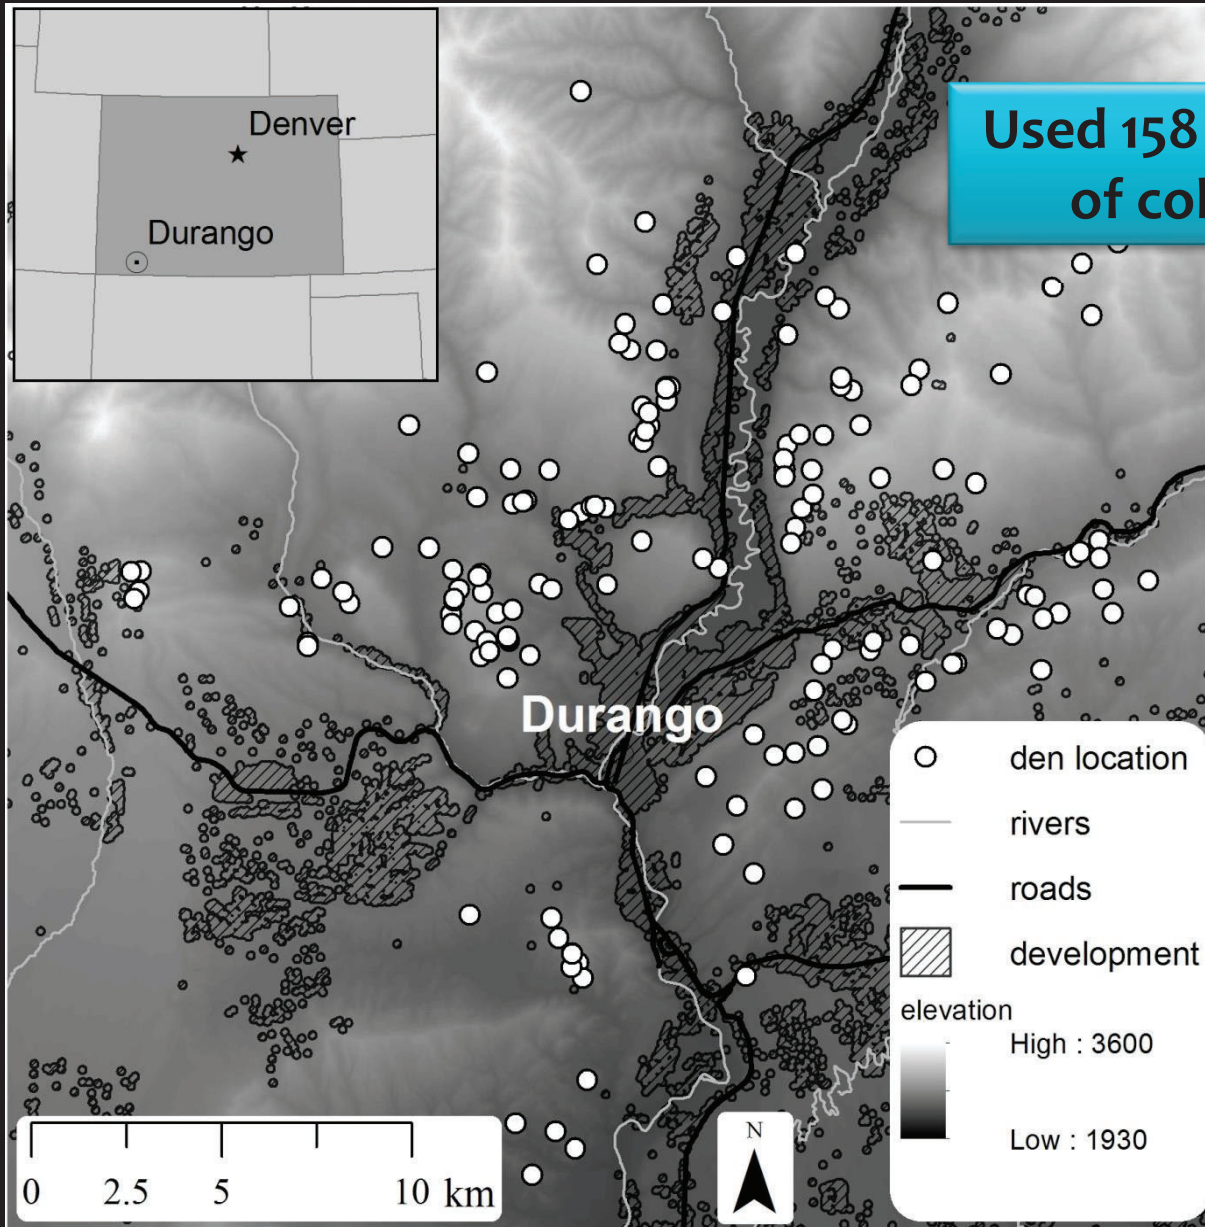 Denver
Durango
Used 158
of col
Durango
den location
rivers
roads
development
elevation
High : 3600
Low : 1930
N
0 2.5 5 10 km